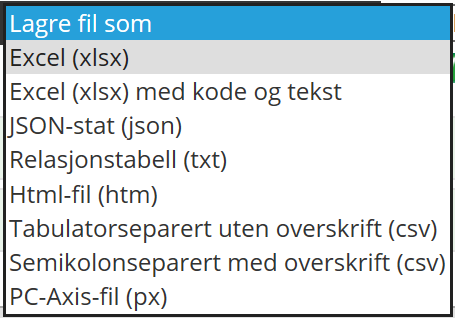 Lagre fil som
Excel (xlsx)
Excel (xlsx) med kode og tekst
JSON-stat (json)
Relasjonstabell (txt)
Html-fil (htm)
Tabulatorseparert uten overskrift (csv)
Semikolonseparert med overskrift (csv)
PC-Axis-fil (px)